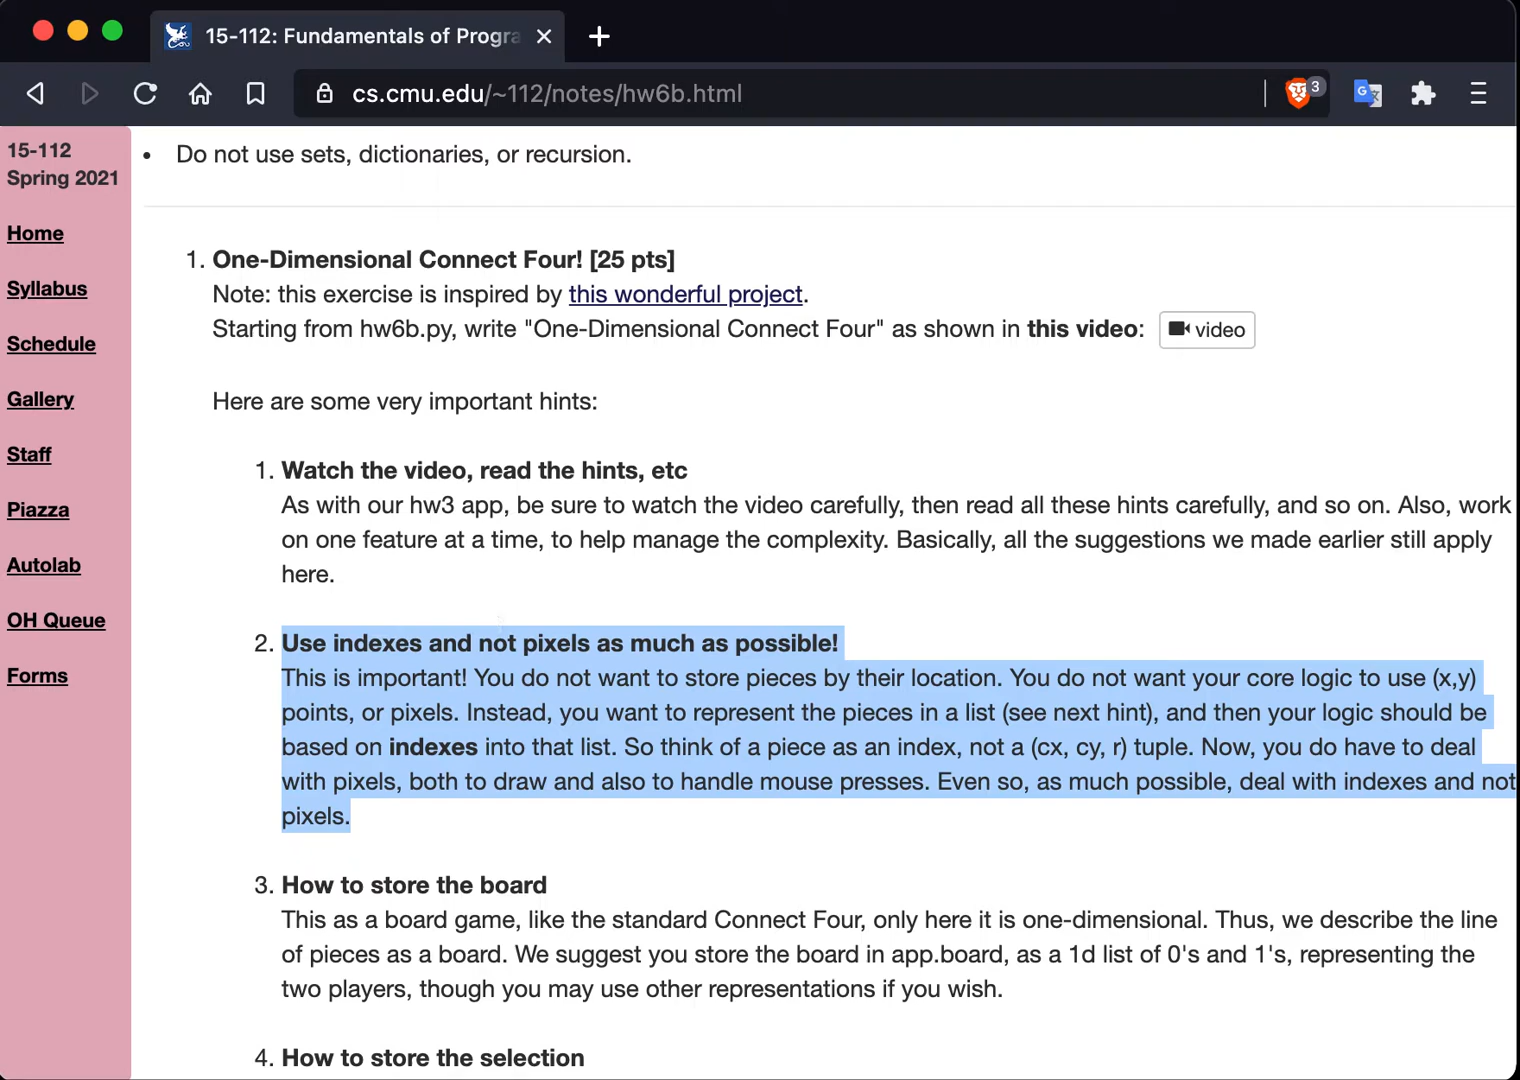 15-112: Fundamentals of Progra
cs.cmu.edu/~112/notes/hw6b.html
3
15-112
Spring 2021
Home
Syllabus
Schedule
Gallery
Staff
Piazza
Autolab
OH Queue
Forms
• Do not use sets, dictionaries, or recursion.
1. One-Dimensional Connect Four! [25 pts]
Note: this exercise is inspired by this wonderful project.
Starting from hw6b.py, write "One-Dimensional Connect Four" as shown in this video: video
Here are some very important hints:
1. Watch the video, read the hints, etc
As with our hw3 app, be sure to watch the video carefully, then read all these hints carefully, and so on. Also, work
on one feature at a time, to help manage the complexity. Basically, all the suggestions we made earlier still apply
here.
2. Use indexes and not pixels as much as possible!
This is important! You do not want to store pieces by their location. You do not want your core logic to use (x,y)
points, or pixels. Instead, you want to represent the pieces in a list (see next hint), and then your logic should be
based on indexes into that list. So think of a piece as an index, not a (cx, cy, r) tuple. Now, you do have to deal
with pixels, both to draw and also to handle mouse presses. Even so, as much possible, deal with indexes and not
pixels.
3. How to store the board
This as a board game, like the standard Connect Four, only here it is one-dimensional. Thus, we describe the line
of pieces as a board. We suggest you store the board in app.board, as a 1d list of 0's and 1's, representing the
two players, though you may use other representations if you wish.
4. How to store the selection